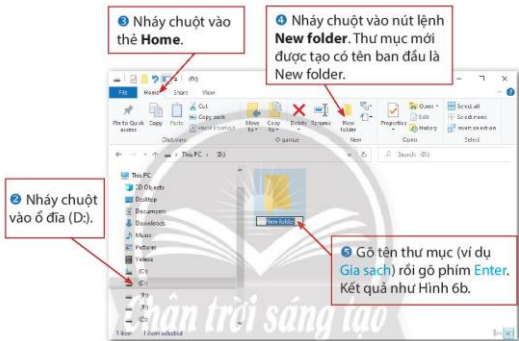 ❸ Nháy chuột vào
thẻ Home.
❹ Nháy chuột vào nút lệnh
New folder. Thư mục mới
được tạo có tên ban đầu là
New folder.
File Home Share View
Cut
Copy path
Copy Paste
Move to Copy to Delete Rename New folder Properties
Open
Edit
History
Select all
Organize New Open Select
This PC (D:)
Search (D:)
This PC
3D Objects
Desktop
Documents
Downloads
Music
Pictures
Videos
New folder
❷ Nháy chuột
vào ổ đĩa (D:).
❺ Gõ tên thư mục (ví dụ
Gia sach) rồi gõ phím Enter.
Kết quả như Hình 6b.
Chân trời sáng tạo
1 item 1 item selected